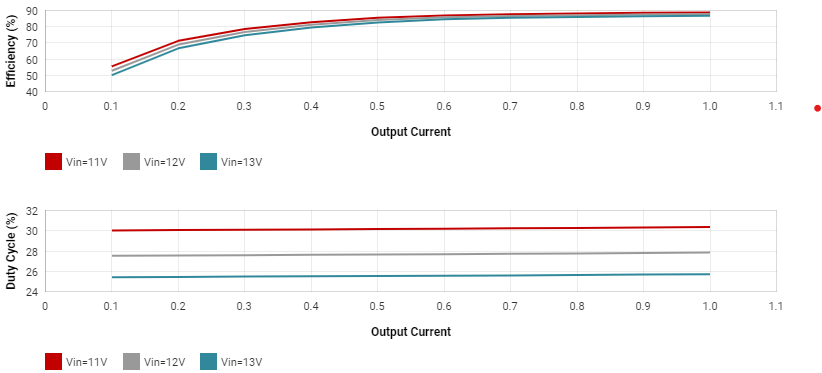 Efficiency (%)
90
80
70
60
50
40
0 0.1 0.2 0.3 0.4 0.5 0.6 0.7 0.8 0.9 1.0 1.1
Output Current
Vin=11V Vin=12V Vin=13V
Duty Cycle (%)
32
30
28
26
24
0 0.1 0.2 0.3 0.4 0.5 0.6 0.7 0.8 0.9 1.0 1.1
Output Current
Vin=11V Vin=12V Vin=13V